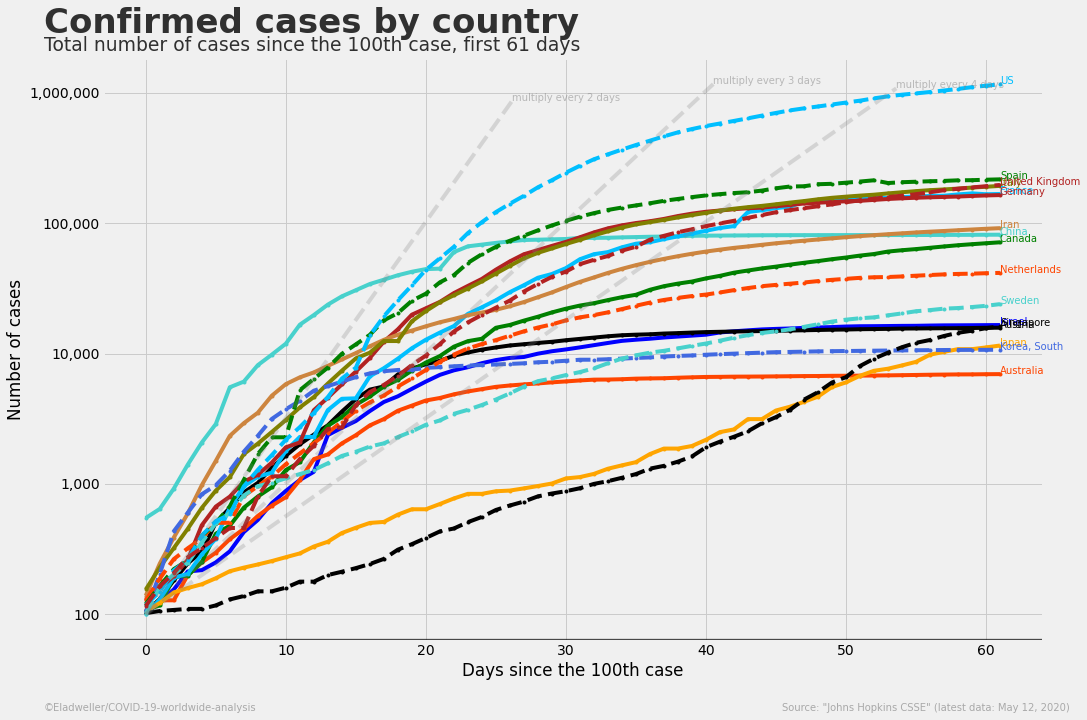 Confirmed cases by country
Total number of cases since the 100th case, first 61 days
multiply every 2 days
multiply every 3 days
multiply every 4 days
US
1,000,000
Spain
United Kingdom
Germany
100,000
Iran
China
Canada
Netherlands
Sweden
Singapore
Austria
10,000
Japan
Korea, South
Australia
1,000
100
Number of cases
0 10 20 30 40 50 60
Days since the 100th case
©Eladweller/COVID-19-worldwide-analysis
Source: "Johns Hopkins CSSE" (latest data: May 12, 2020)